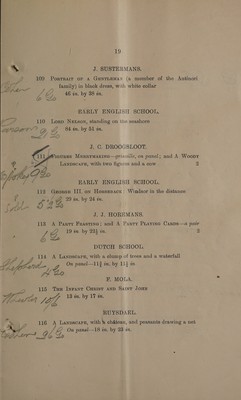 19
J. SUSTERMANS.
109 PORTRAIT OF A GENTLEMAN (a member of the Antinori
family) in black dress, with white collar
46 in. by 38 in.
EARLY ENGLISH SCHOOL.
110 LORD NELSON, standing on the seashore
94 in. by 51 in.
J. C. DROOGSLOOT.
111 PEASANTS MERRYMAKING—grisaille, on panel; and A WOODY
LANDSCAPE, with two figures and a cow 2
EARLY ENGLISH SCHOOL.
112 GEORGE III. ON HORSEBACK: Windsor in the distance
29 in. by 24 in.
J. J. HOREMANS.
113 A PARTY FEASTING; and A PARTY PLAYING CARDS—a pair
19 in. by 23½ in. 2
DUTCH SCHOOL.
114 A LANDSCAPE, with a clump of trees and a waterfall
On panel—11½ in. by 11½ in.
F. MOLA.
115 THE INFANT CHRIST AND SAINT JOHN
13 in. by 17 in.
RUYSDAEL.
116 A LANDSCAPE, with a château, and peasants drawing a net
On panel—18 in. by 23 in.